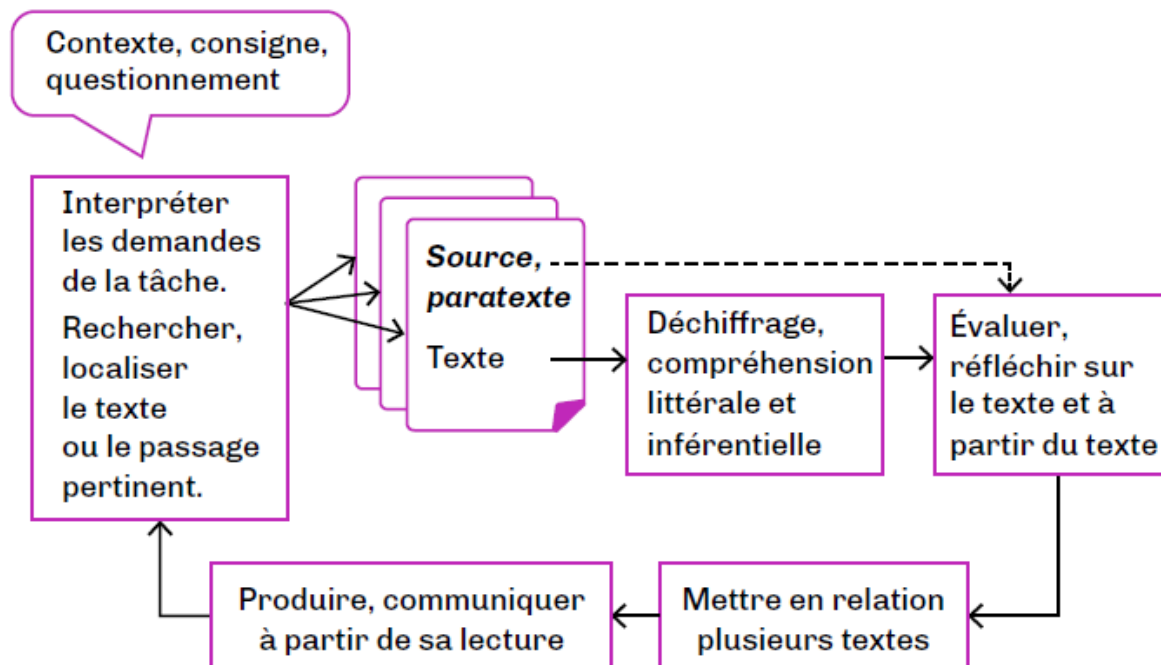 Contexte, consigne,
questionnement
Interpréter
les demandes
de la tâche.
Rechercher,
localiser
le texte
ou le passage
pertinent.
Source,
paratexte
Texte
Déchiffrage,
compréhension
littérale et
inférentielle
Évaluer,
réfléchir sur
le texte et à
partir du texte
Mettre en relation
plusieurs textes
Produire, communiquer
à partir de sa lecture